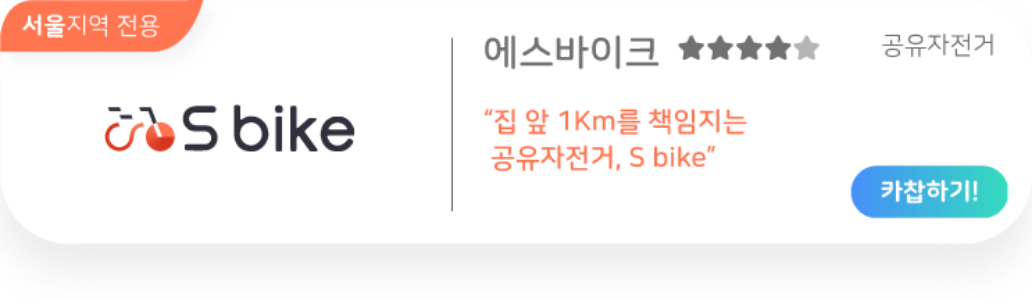 서울지역 전용
S bike
에스바이크
공유자전거
“집 앞 1Km를 책임지는
공유자전거, S bike”
카찹하기!